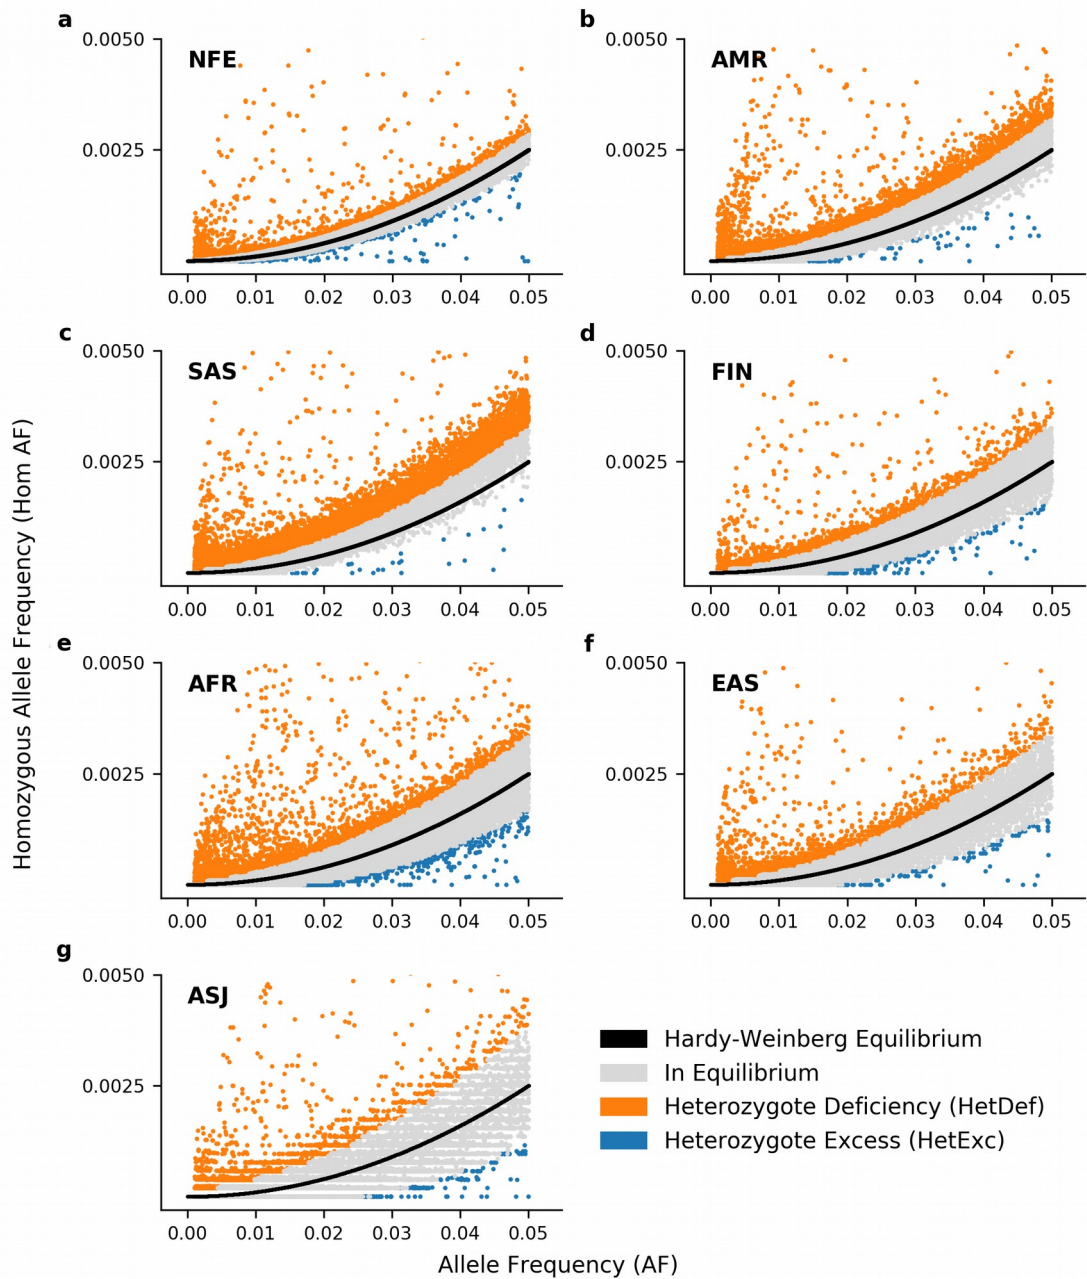 a
NFE
0.0050
0.0025
0.00 0.01 0.02 0.03 0.04 0.05
b
AMR
0.0050
0.0025
0.00 0.01 0.02 0.03 0.04 0.05
c
SAS
0.0050
0.0025
0.00 0.01 0.02 0.03 0.04 0.05
d
FIN
0.0050
0.0025
0.00 0.01 0.02 0.03 0.04 0.05
e
AFR
0.0050
0.0025
0.00 0.01 0.02 0.03 0.04 0.05
f
EAS
0.0050
0.0025
0.00 0.01 0.02 0.03 0.04 0.05
g
ASJ
0.0050
0.0025
0.00 0.01 0.02 0.03 0.04 0.05
Hardy-Weinberg Equilibrium
In Equilibrium
Heterozygote Deficiency (HetDef)
Heterozygote Excess (HetExc)
Homozygous Allele Frequency (Hom AF)
Allele Frequency (AF)